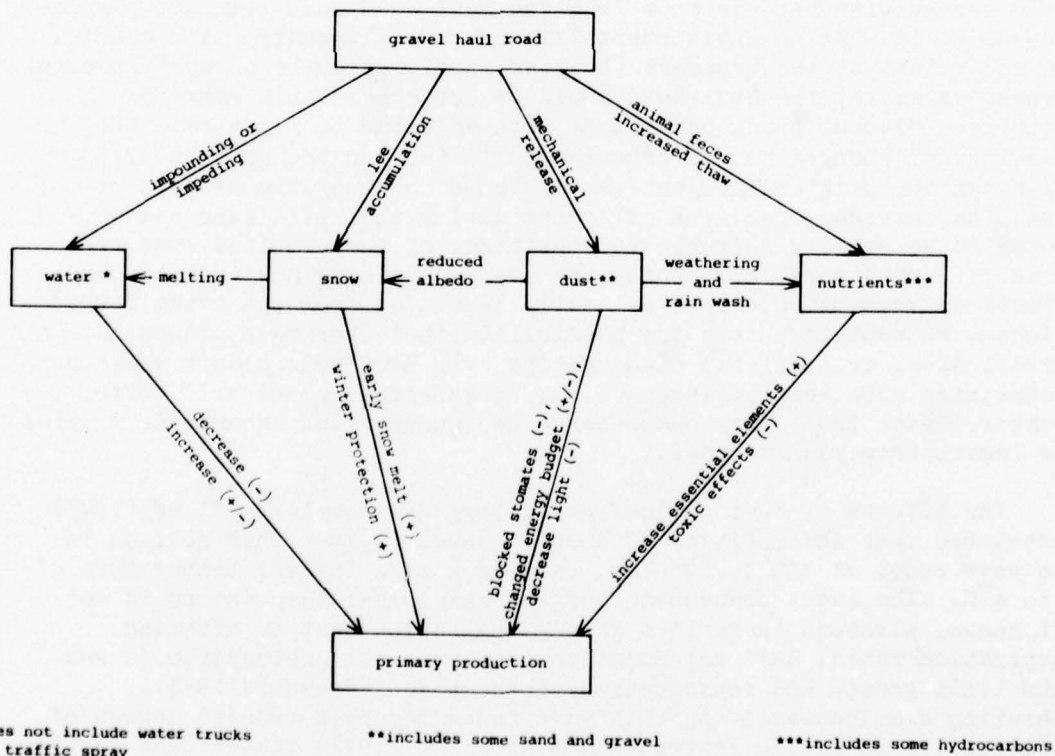 gravel haul road
impounding or
impeding
lee
accumulation
mechanical
release
animal reces
increased thaw
water *
melting
snow
reduced
albedo
dust**
weathering
and
rain wash
nutrients***
decrease (-)
increase (+/-)
early snow melt (+)
winter protection (+)
blocked stomates (-),
changed energy budget (+/-),
decrease light (-)
increase essential elements (+)
toxic effects (-)
primary production
es not include water trucks
traffic spray
**includes some sand and gravel
***includes some hydrocarbons